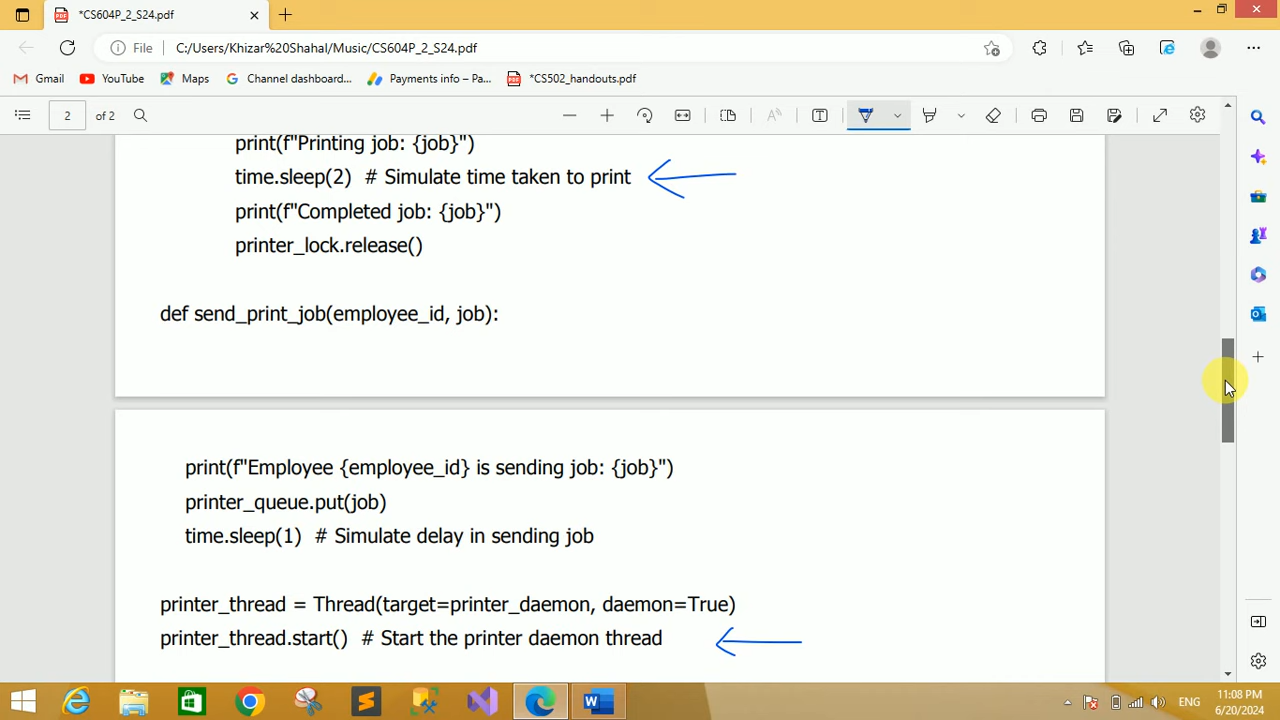 *CS604P_2_S24.pdf
File C:/Users/Khizar%20Shahal/Music/CS604P_2_S24.pdf
Gmail YouTube Maps Channel dashboard... Payments info – Pa... *CS502_handouts.pdf
2 of 2
print(f"Printing job: {job}")
time.sleep(2) # Simulate time taken to print
print(f"Completed job: {job}")
printer_lock.release()
def send_print_job(employee_id, job):
print(f"Employee {employee_id} is sending job: {job}")
printer_queue.put(job)
time.sleep(1) # Simulate delay in sending job
printer_thread = Thread(target=printer_daemon, daemon=True)
printer_thread.start() # Start the printer daemon thread
ENG 11:08 PM
6/20/2024